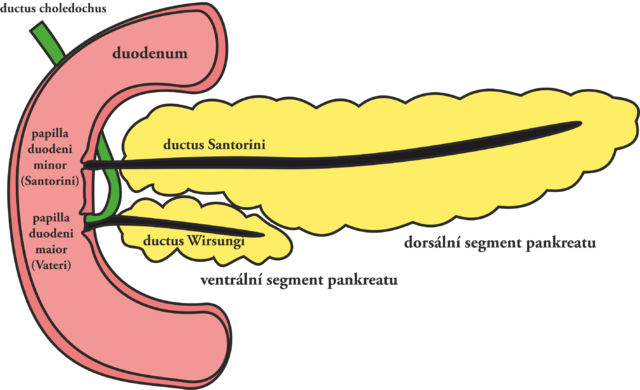 ductus choledochus
duodenum
papilla
duodeni
minor
(Santorini)
ductus Santorini
papilla
duodeni
maior
(Vateri)
ductus Wirsungi
dorsální segment pankreatu
ventrální segment pankreatu